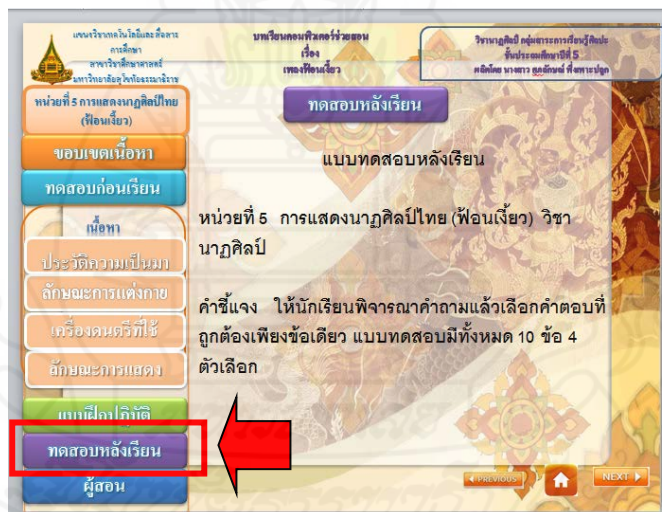 แขนงวิชาเทคโนโลยีและสื่อสาร
การศึกษา
สาขาวิชาศึกษาศาสตร์
มหาวิทยาลัยสุโขทัยธรรมาธิราช
บทเรียนคอมพิวเตอร์ช่วยสอน
เรื่อง
เพลงฟ้อนเงี้ยว
วิชานาฏศิลป์ กลุ่มสาระการเรียนรู้ศิลปะ
ชั้นประถมศึกษาปีที่ 5
ผลิตโดย นางสาว
หน่วยที่ 5 การแสดงนาฏศิลป์ไทย
(ฟ้อนเงี้ยว)
ขอบเขตเนื้อหา
ทดสอบก่อนเรียน
เนื้อหา
ประวัติความเป็นมา
ลักษณะการแต่งกาย
เครื่องดนตรีที่ใช้
ลักษณะการแสดง
แบบฝึกปฏิบัติ
ทดสอบหลังเรียน
ผู้สอน
ทดสอบหลังเรียน
แบบทดสอบหลังเรียน
หน่วยที่ 5 การแสดงนาฏศิลป์ไทย (ฟ้อนเงี้ยว) วิชา
นาฏศิลป์
คำชี้แจง ให้นักเรียนพิจารณาคำถามแล้วเลือกคำตอบที่
ถูกต้องเพียงข้อเดียว แบบทดสอบมีทั้งหมด 10 ข้อ 4
ตัวเลือก
PREVIOUS
NEXT